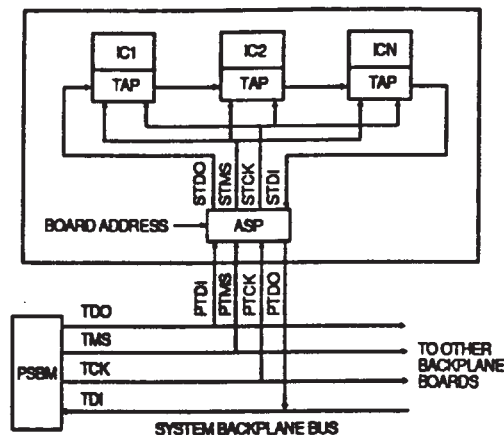 IC1
IC2
ICN
TAP
TAP
TAP
STDO
STMS
STCK
STDI
BOARD ADDRESS
ASP
PTDI
PTMS
PTCK
PTDO
TDO
TMS
TO OTHER
BACKPLANE
BOARDS
PSBM
TCK
TDI
SYSTEM BACKPLANE BUS